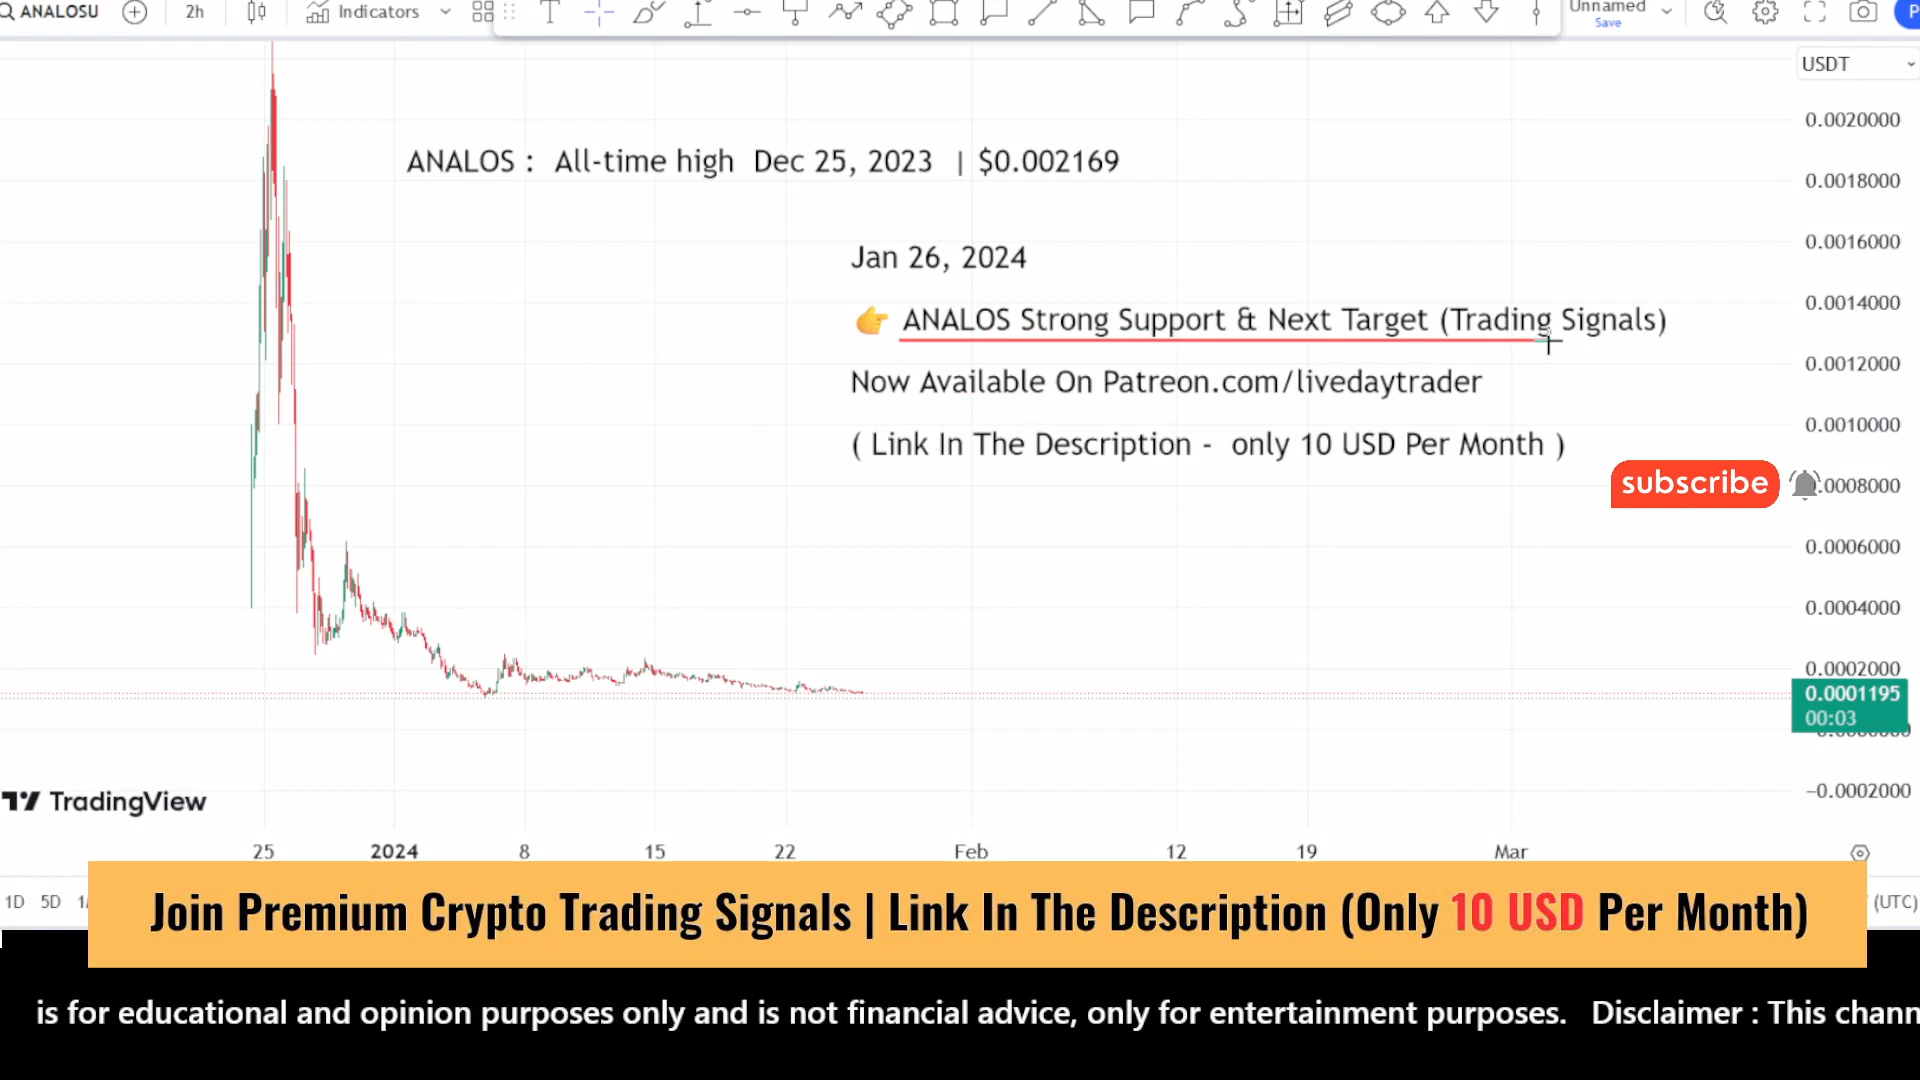 ANALOSU 2h Indicators Unnamed
Save
USDT
0.0020000
ANALOS : All-time high Dec 25, 2023 | $0.002169
0.0018000
0.0016000
Jan 26, 2024
0.0014000
👉 ANALOS Strong Support & Next Target (Trading Signals)
0.0012000
Now Available On Patreon.com/livedaytrader
0.0010000
( Link In The Description - only 10 USD Per Month )
subscribe
.0008000
0.0006000
0.0004000
0.0002000
0.0001195
00:03
−0.0002000
TradingView
25 2024 8 15 22 Feb 12 19 Mar
1D 5D (UTC)
Join Premium Crypto Trading Signals | Link In The Description (Only 10 USD Per Month)
is for educational and opinion purposes only and is not financial advice, only for entertainment purposes. Disclaimer : This chann